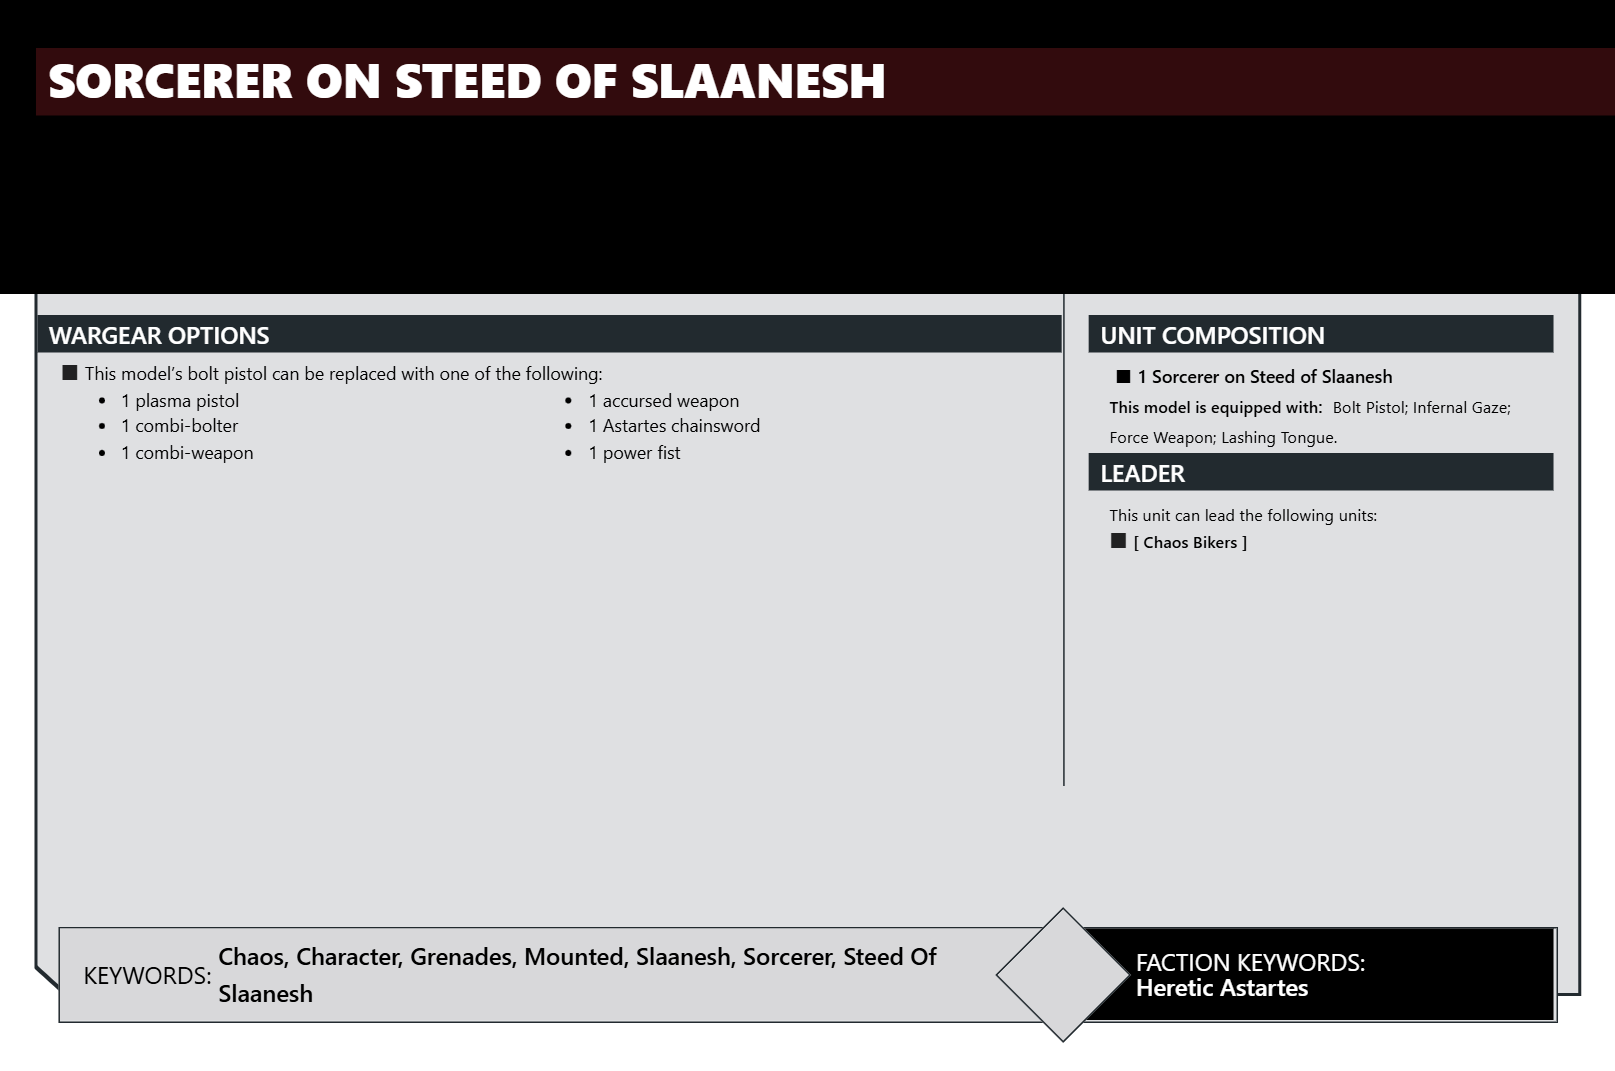 SORCERER ON STEED OF SLAANESH
WARGEAR OPTIONS
This model’s bolt pistol can be replaced with one of the following:
• 1 plasma pistol
• 1 combi-bolter
• 1 combi-weapon
• 1 accursed weapon
• 1 Astartes chainsword
• 1 power fist
UNIT COMPOSITION
■ 1 Sorcerer on Steed of Slaanesh
This model is equipped with: Bolt Pistol; Infernal Gaze;
Force Weapon; Lashing Tongue.
LEADER
This unit can lead the following units:
■ [ Chaos Bikers ]
KEYWORDS: Chaos, Character, Grenades, Mounted, Slaanesh, Sorcerer, Steed Of
Slaanesh
FACTION KEYWORDS:
Heretic Astartes